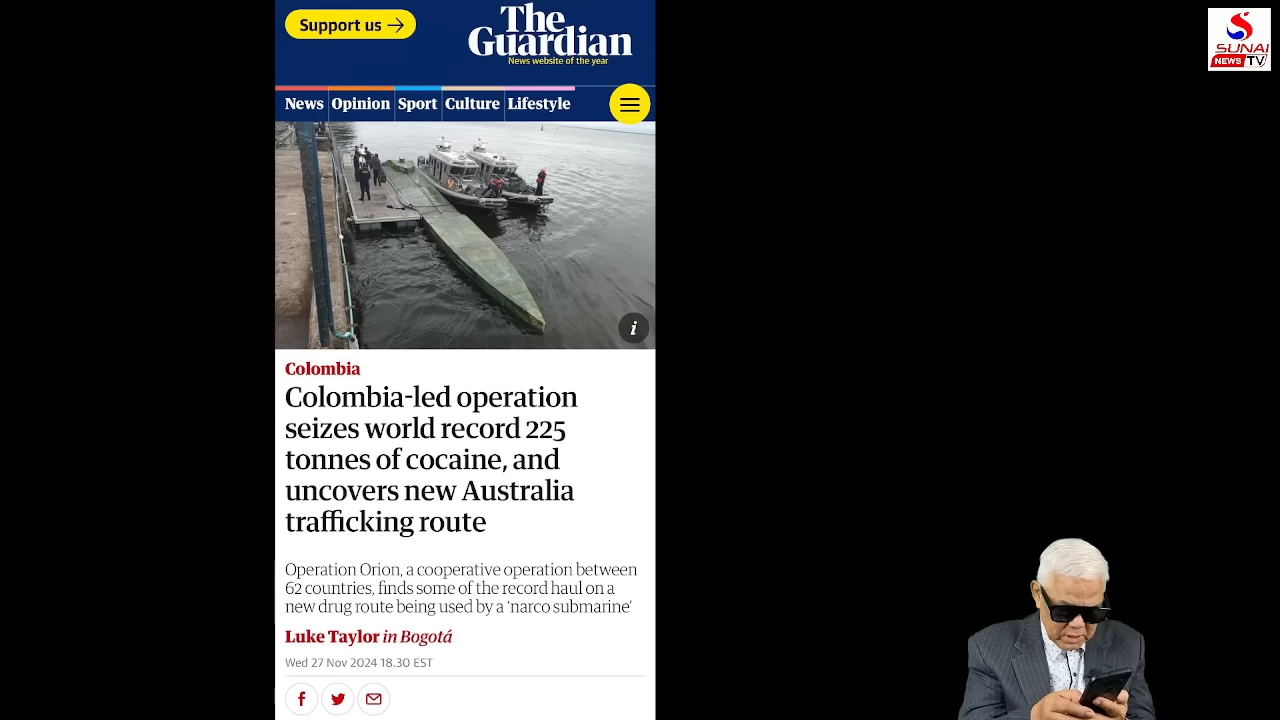 Support us →
The
Guardian
News website of the year
News Opinion Sport Culture Lifestyle
SUNAI
NEWS TV
i
Colombia
Colombia-led operation
seizes world record 225
tonnes of cocaine, and
uncovers new Australia
trafficking route
Operation Orion, a cooperative operation between
62 countries, finds some of the record haul on a
new drug route being used by a ‘narco submarine’
Luke Taylor in Bogotá
Wed 27 Nov 2024 18.30 EST